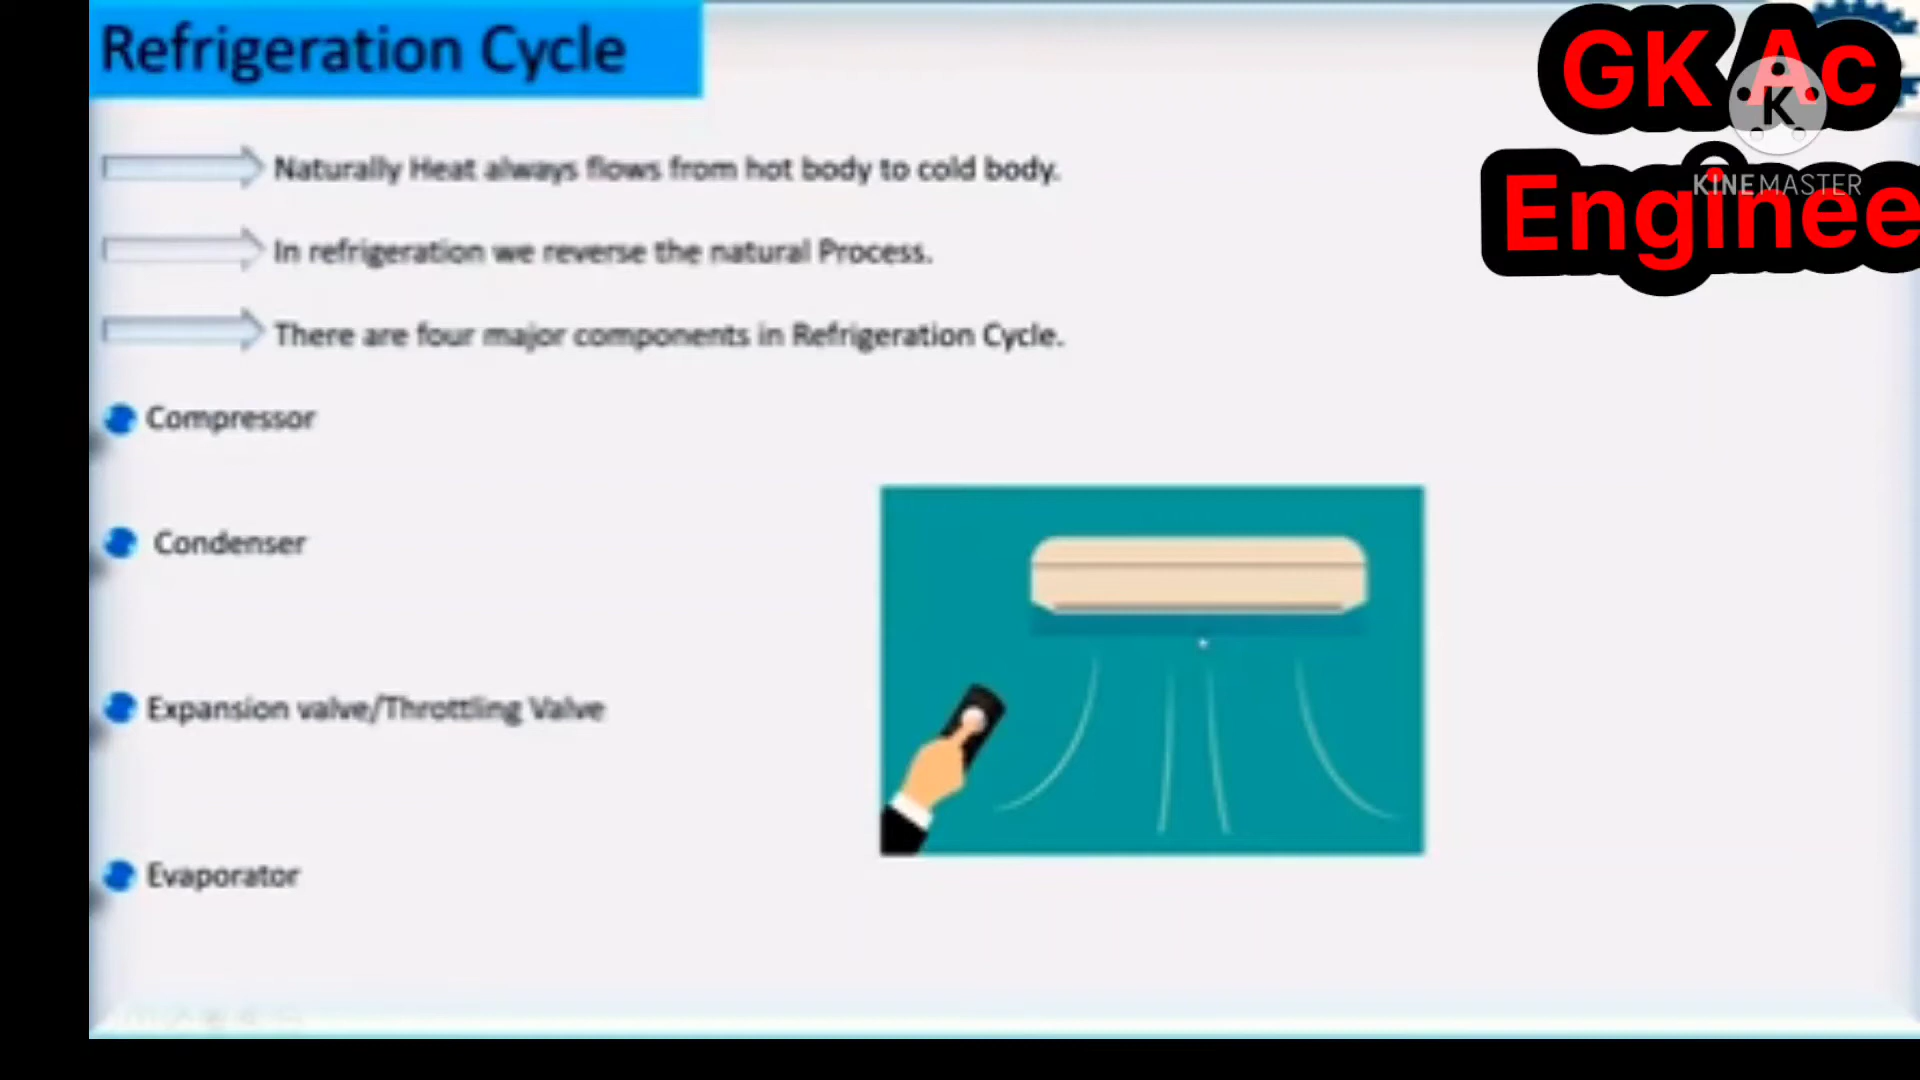 Refrigeration Cycle
GK Ac
Enginee
K
KINEMASTER
Naturally Heat always flows from hot body to cold body.
In refrigeration we reverse the natural Process.
There are four major components in Refrigeration Cycle.
Compressor
Condenser
Expansion valve/Throttling Valve
Evaporator